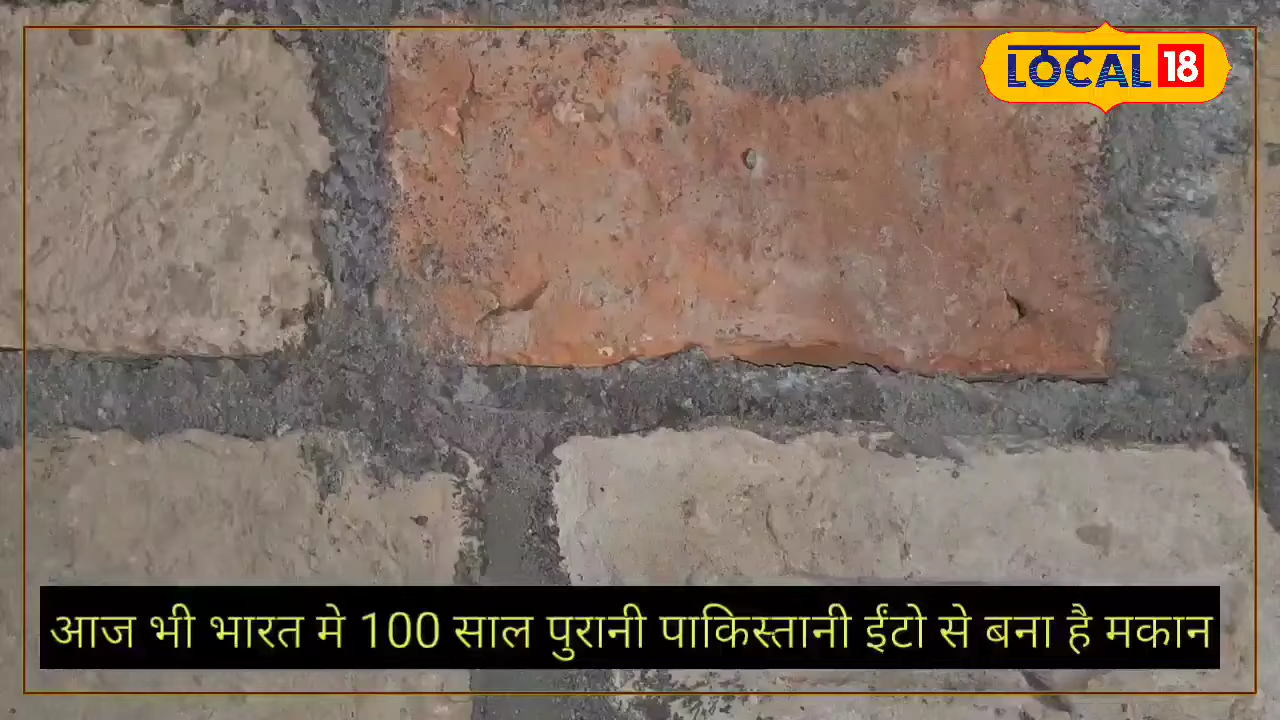 LOCAL 18
आज भी भारत मे 100 साल पुरानी पाकिस्तानी ईंटो से बना है मकान